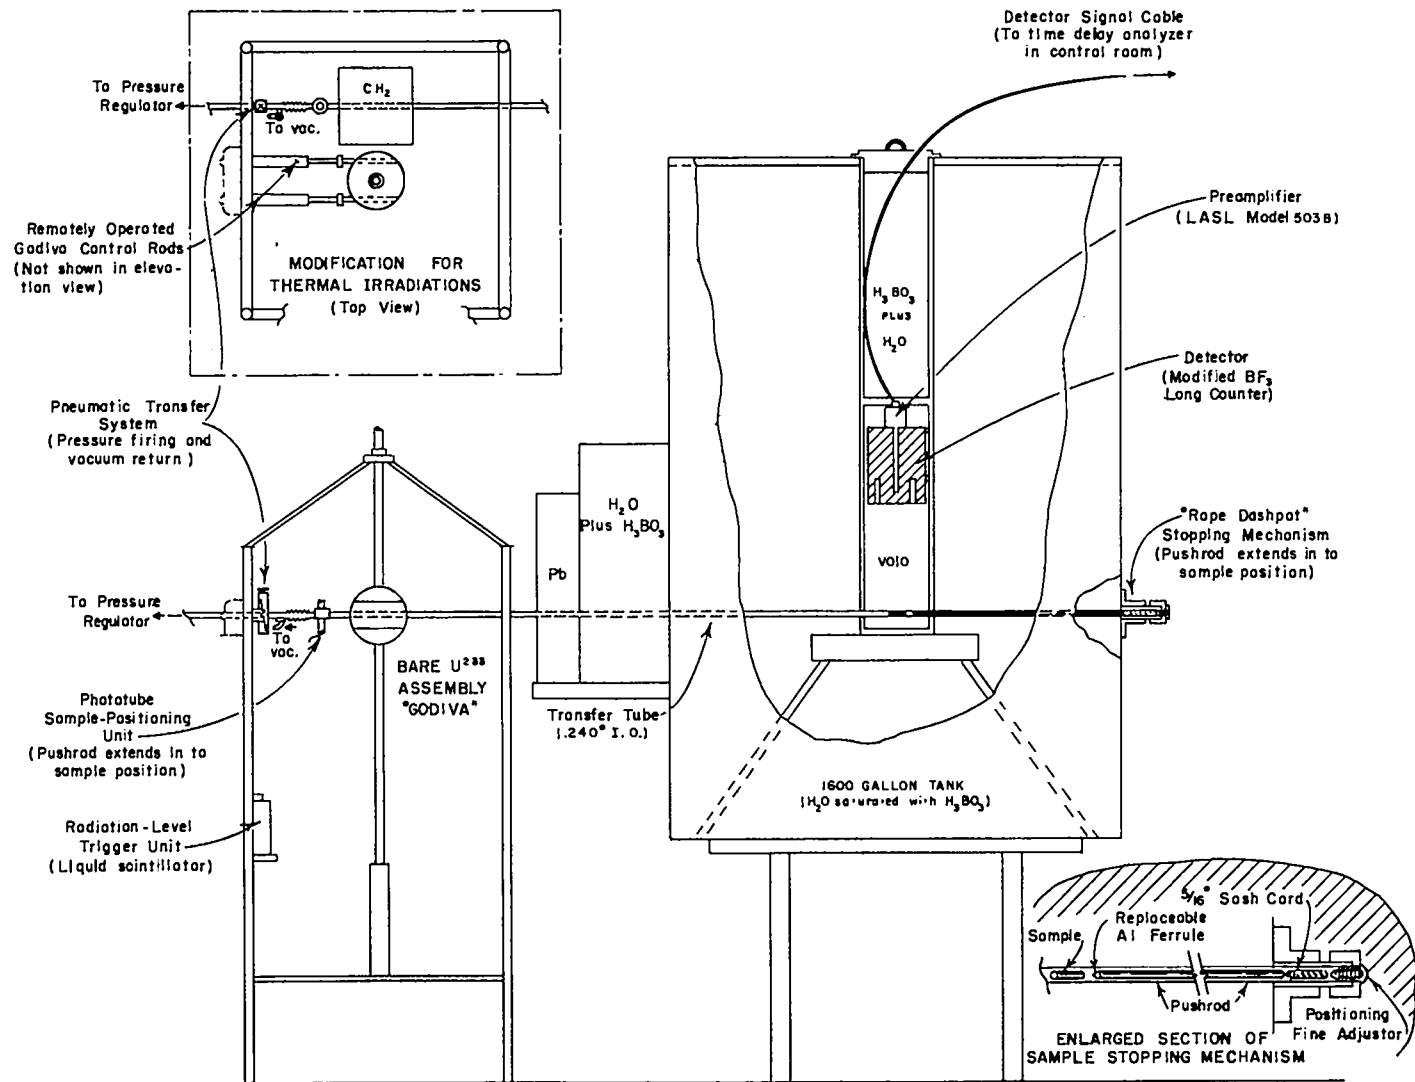 Detector Signal Cable
(To time delay analyzer
in control room)
To Pressure
Regulator
CH₂
To vac.
Remotely Operated
Godiva Control Rods
(Not shown in eleva-
tion view)
MODIFICATION FOR
THERMAL IRRADIATIONS
(Top View)
Preamplifier
(LASL Model 503B)
H₃BO₃
PLUS
H₂O
Detector
(Modified BF₃
Long Counter)
Pneumatic Transfer
System
(Pressure firing and
vacuum return)
H₂O
Plus H₃BO₃
Pb
VOID
"Rope Dashpot"
Stopping Mechanism
(Pushrod extends in to
sample position)
To Pressure
Regulator
To
vac.
BARE U²³⁵
ASSEMBLY
"GODIVA"
Phototube
Sample-Positioning
Unit
(Pushrod extends in to
sample position)
Transfer Tube
(.240" I.D.)
1600 GALLON TANK
(H₂O saturated with H₃BO₃)
Radiation-Level
Trigger Unit
(Liquid scintillator)
5/16" Sash Cord
Replaceable
Al Ferrule
Sample
Pushrod
Positioning
Fine Adjustor
ENLARGED SECTION OF
SAMPLE STOPPING MECHANISM